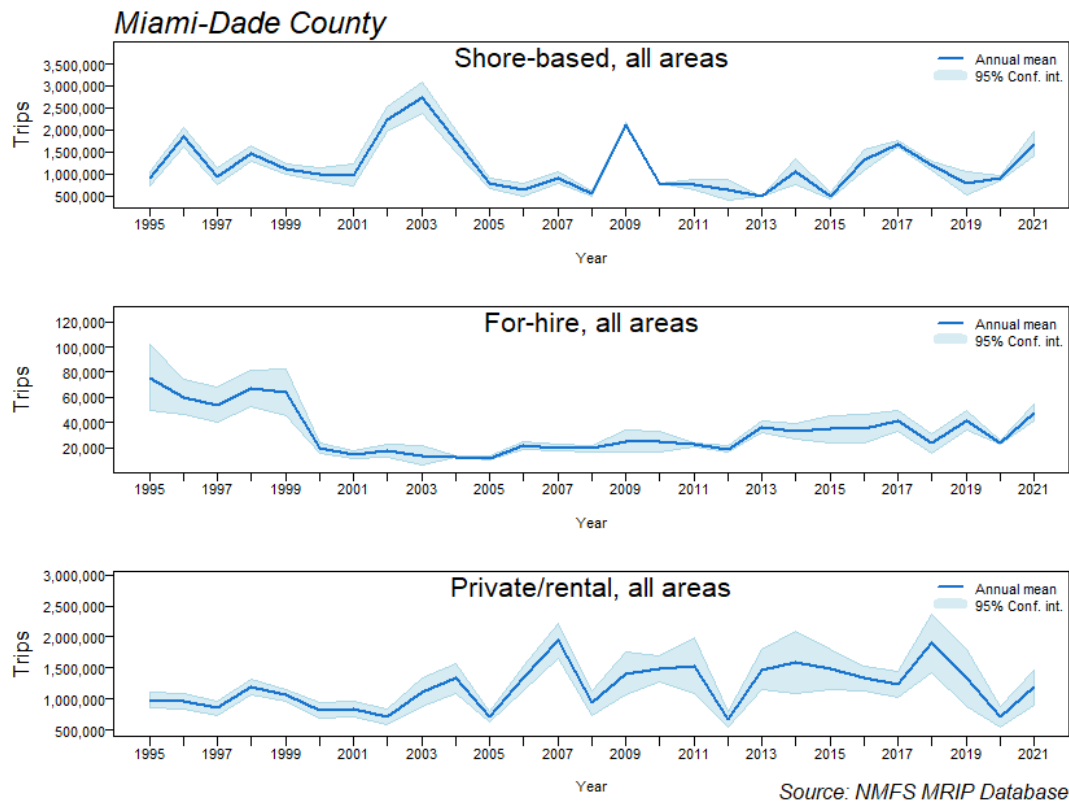 Miami-Dade County
Shore-based, all areas
Annual mean
95% Conf. int.
Trips
3,500,000
3,000,000
2,500,000
2,000,000
1,500,000
1,000,000
500,000
1995 1997 1999 2001 2003 2005 2007 2009 2011 2013 2015 2017 2019 2021
Year
For-hire, all areas
Annual mean
95% Conf. int.
Trips
120,000
100,000
80,000
60,000
40,000
20,000
1995 1997 1999 2001 2003 2005 2007 2009 2011 2013 2015 2017 2019 2021
Year
Private/rental, all areas
Annual mean
95% Conf. int.
Trips
3,000,000
2,500,000
2,000,000
1,500,000
1,000,000
500,000
1995 1997 1999 2001 2003 2005 2007 2009 2011 2013 2015 2017 2019 2021
Year
Source: NMFS MRIP Database